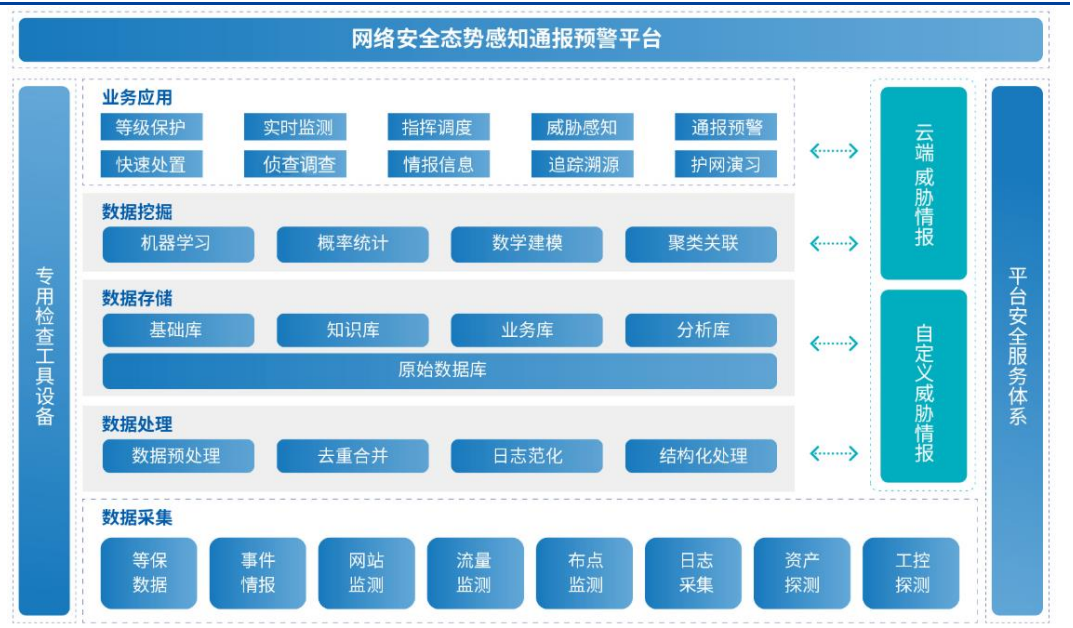 网络安全态势感知通报预警平台
专用检查工具设备
业务应用
等级保护 实时监测 指挥调度 威胁感知 通报预警
快速处置 侦查调查 情报信息 追踪溯源 护网演习
数据挖掘
机器学习 概率统计 数学建模 聚类关联
数据存储
基础库 知识库 业务库 分析库
原始数据库
数据处理
数据预处理 去重合并 日志范化 结构化处理
数据采集
等保 事件 网站 流量 布点 日志 资产 工控
数据 情报 监测 监测 监测 采集 探测 探测
云端 威胁情报
自定义威胁情报
平台安全服务体系